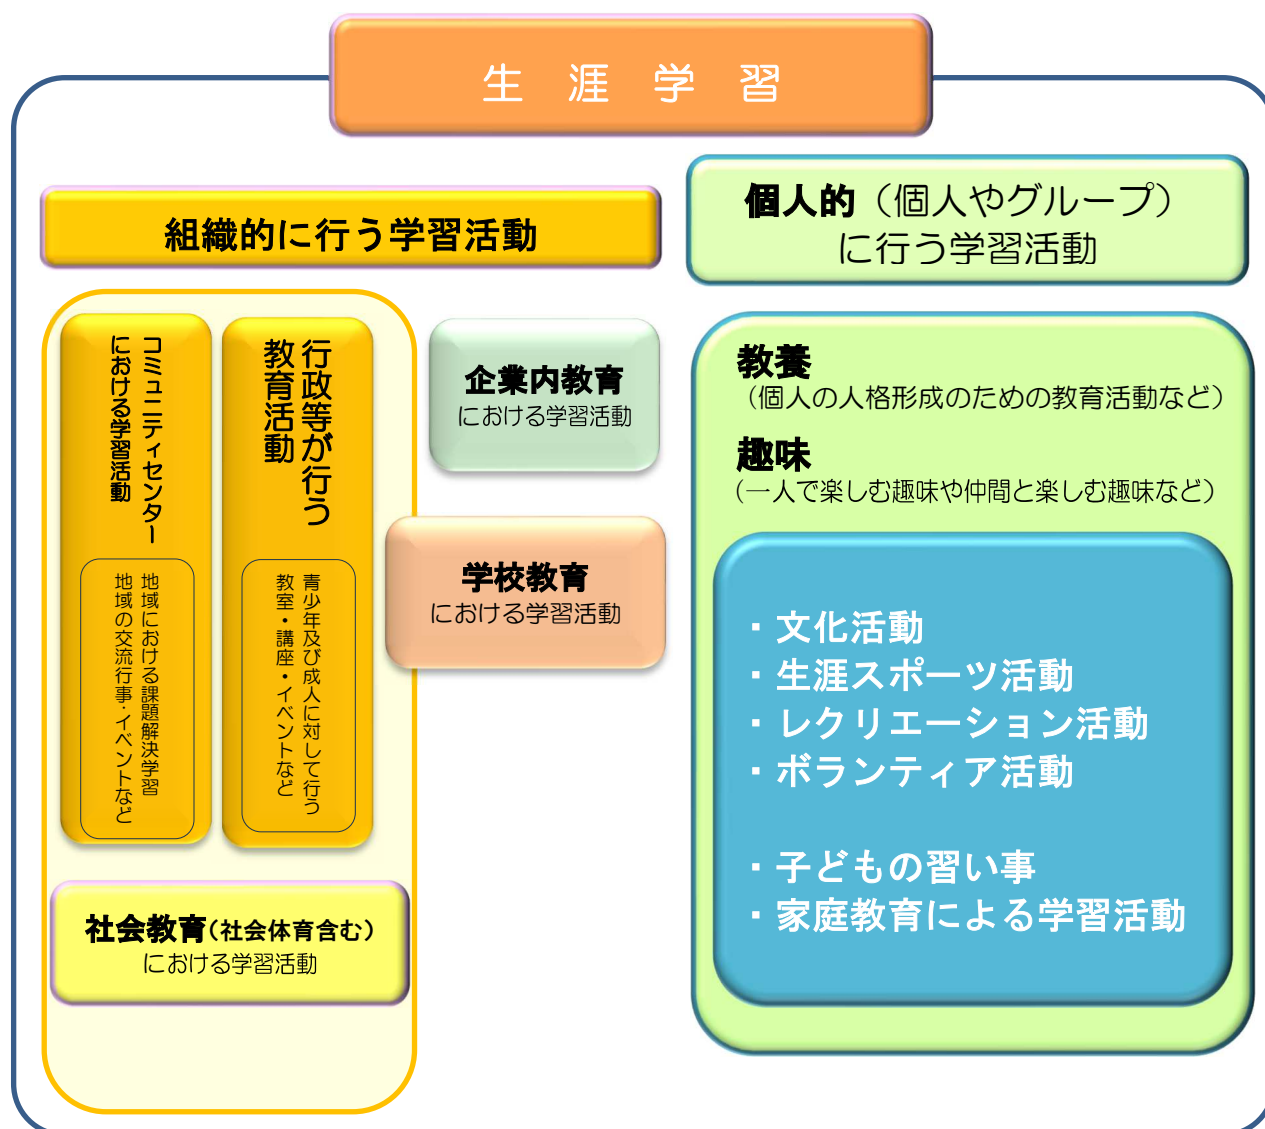 生 涯 学 習
組織的に行う学習活動
個人的（個人やグループ）
に行う学習活動
コミュニティセンター
における学習活動
地域における課題解決学習
地域の交流行事・イベントなど
行政等が行う
教育活動
青少年及び成人に対して行う
教室・講座・イベントなど
企業内教育
における学習活動
学校教育
における学習活動
社会教育（社会体育含む）
における学習活動
教養
（個人の人格形成のための教育活動など）
趣味
（一人で楽しむ趣味や仲間と楽しむ趣味など）
・文化活動
・生涯スポーツ活動
・レクリエーション活動
・ボランティア活動
・子どもの習い事
・家庭教育による学習活動